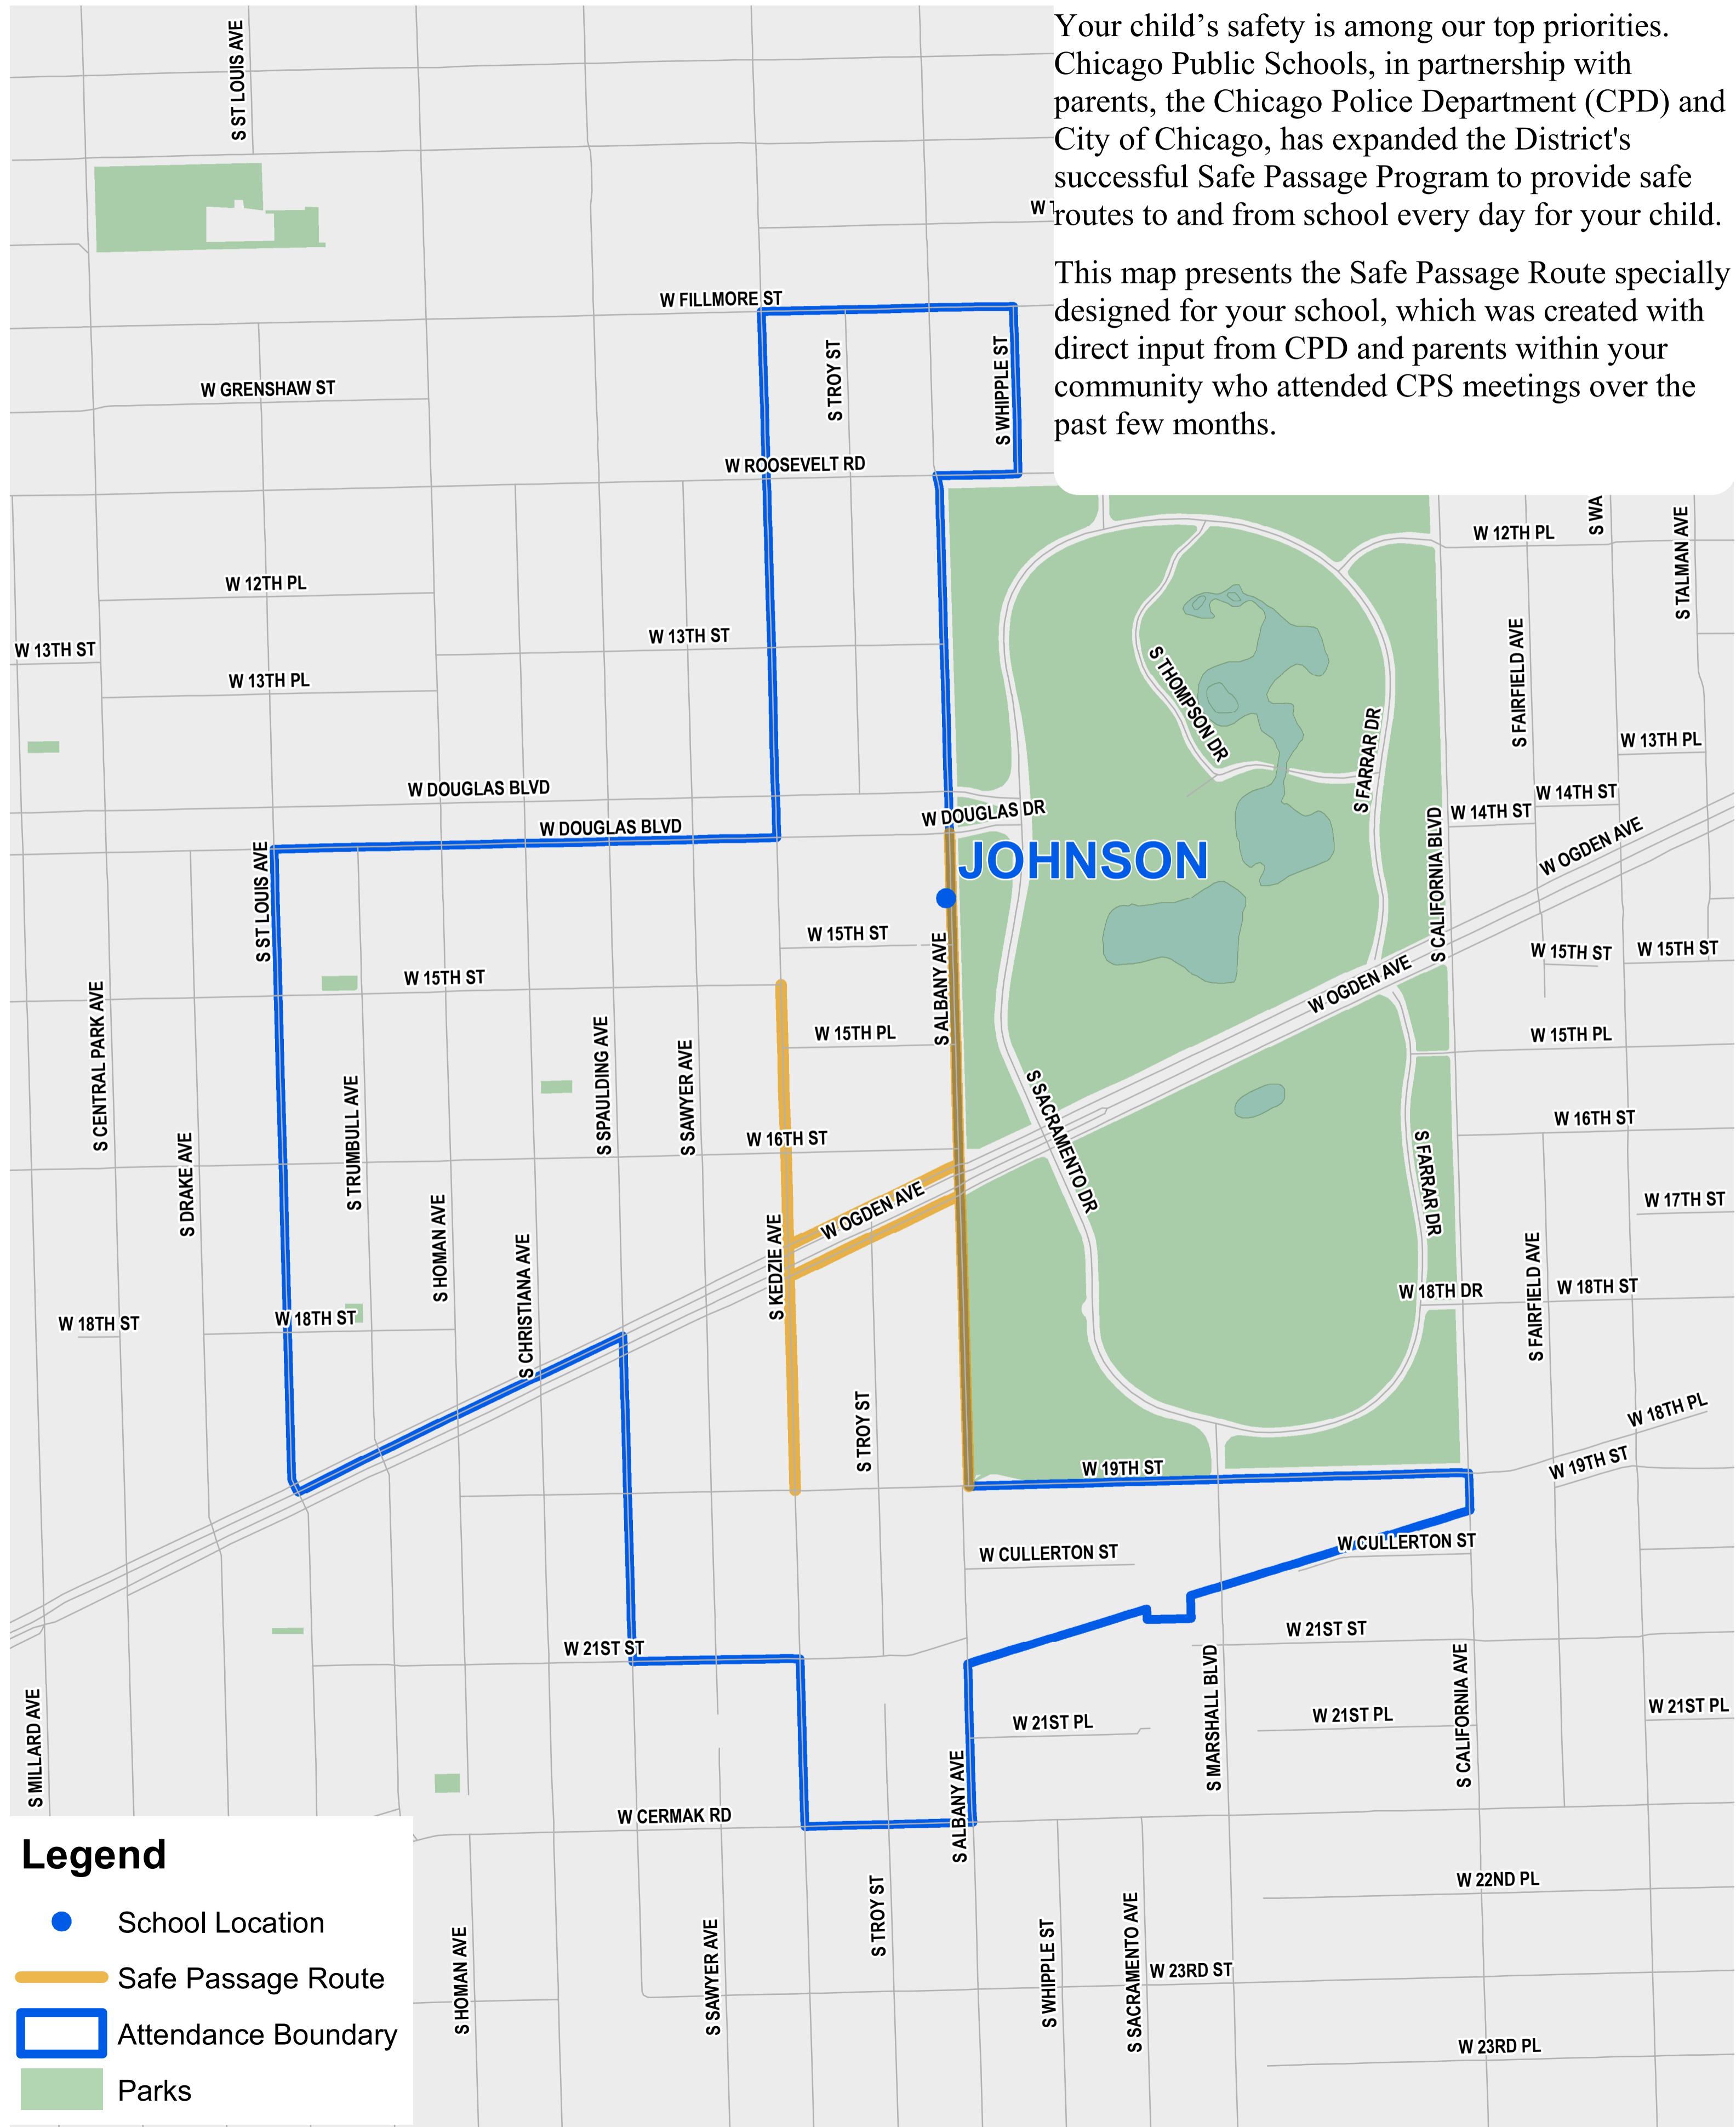 Your child’s safety is among our top priorities.
Chicago Public Schools, in partnership with
parents, the Chicago Police Department (CPD) and
City of Chicago, has expanded the District's
successful Safe Passage Program to provide safe
routes to and from school every day for your child.
This map presents the Safe Passage Route specially
designed for your school, which was created with
direct input from CPD and parents within your
community who attended CPS meetings over the
past few months.
S ST LOUIS AVE
W FILLMORE ST
S TROY ST
S WHIPPLE ST
W GRENSHAW ST
W ROOSEVELT RD
W 12TH PL
W 12TH PL
S WA
S TALMAN AVE
W 13TH ST
W 13TH ST
W 13TH PL
S THOMPSON DR
S FARRAR DR
S FAIRFIELD AVE
W 13TH PL
W DOUGLAS BLVD
W DOUGLAS BLVD
W DOUGLAS DR
W 14TH ST
W 14TH ST
W OGDEN AVE
JOHNSON
S ST LOUIS AVE
S CALIFORNIA BLVD
W 15TH ST
W 15TH ST
S ALBANY AVE
W OGDEN AVE
W 15TH ST
W 15TH ST
S CENTRAL PARK AVE
S SPAULDING AVE
S SAWYER AVE
W 15TH PL
W 15TH PL
S DRAKE AVE
S TRUMBULL AVE
W 16TH ST
S SACRAMENTO DR
W 16TH ST
S HOMAN AVE
S CHRISTIANA AVE
S KEDZIE AVE
W OGDEN AVE
S FARRAR DR
W 17TH ST
W 18TH ST
W 18TH ST
W 18TH DR
S FAIRFIELD AVE
W 18TH ST
S TROY ST
W 19TH ST
W 18TH PL
W 19TH ST
W CULLERTON ST
W CULLERTON ST
W 21ST ST
W 21ST ST
S MILLARD AVE
W 21ST PL
S MARSHALL BLVD
W 21ST PL
S CALIFORNIA AVE
W 21ST PL
W CERMAK RD
S ALBANY AVE
W 22ND PL
S HOMAN AVE
S SAWYER AVE
S TROY ST
S WHIPPLE ST
S SACRAMENTO AVE
W 23RD ST
W 23RD PL
Legend
School Location
Safe Passage Route
Attendance Boundary
Parks